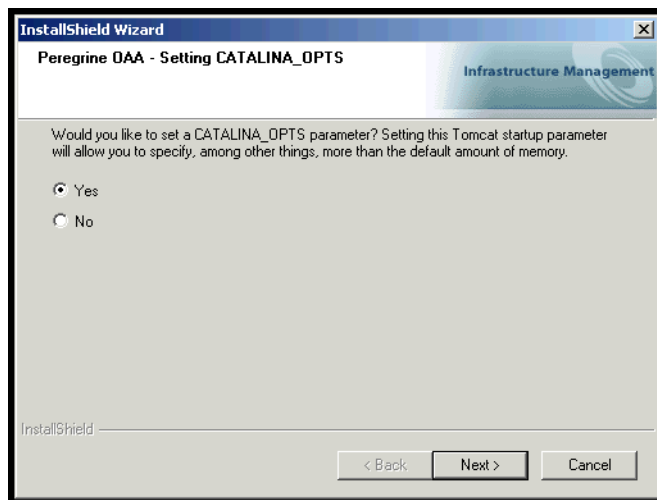 InstallShield Wizard
Peregrine OAA - Setting CATALINA_OPTS
Infrastructure Management
Would you like to set a CATALINA_OPTS parameter? Setting this Tomcat startup parameter
will allow you to specify, among other things, more than the default amount of memory.
Yes
No
InstallShield
< Back
Next >
Cancel